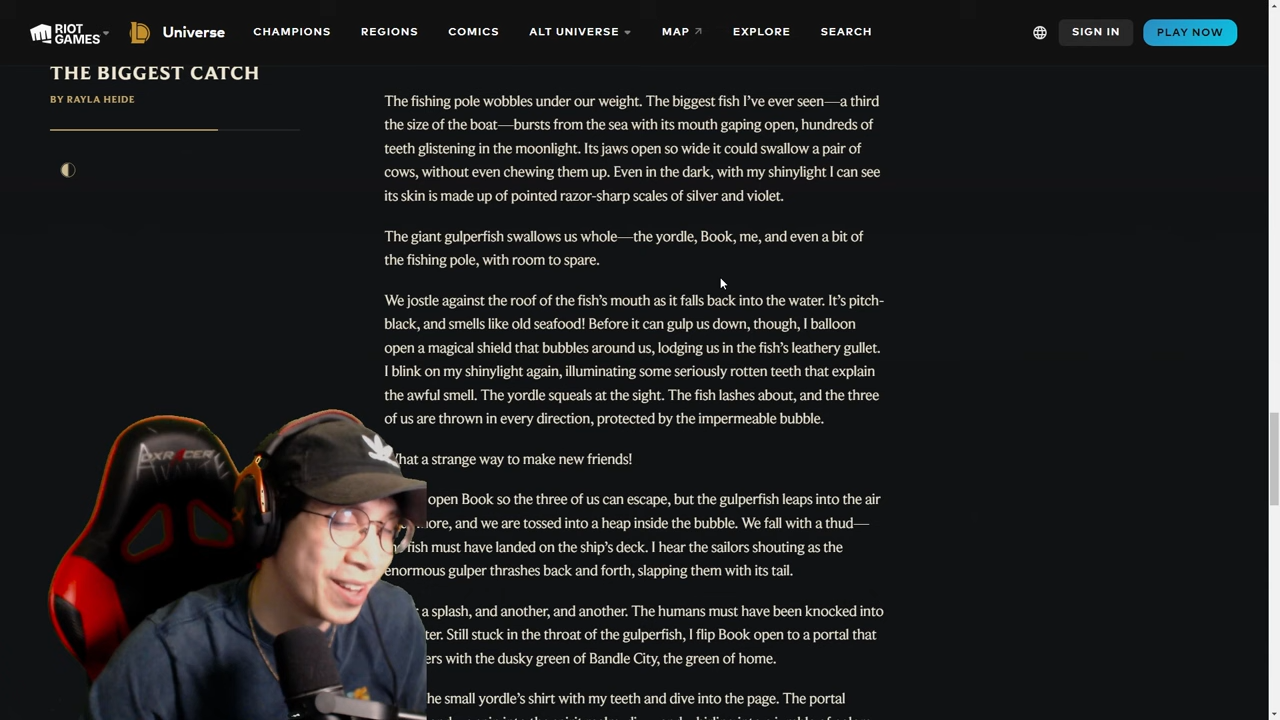 RIOT GAMES
Universe
CHAMPIONS
REGIONS
COMICS
ALT UNIVERSE
MAP
EXPLORE
SEARCH
SIGN IN
PLAY NOW
THE BIGGEST CATCH
BY RAYLA HEIDE
The fishing pole wobbles under our weight. The biggest fish I’ve ever seen—a third
the size of the boat—bursts from the sea with its mouth gaping open, hundreds of
teeth glistening in the moonlight. Its jaws open so wide it could swallow a pair of
cows, without even chewing them up. Even in the dark, with my shinylight I can see
its skin is made up of pointed razor-sharp scales of silver and violet.
The giant gulperfish swallows us whole—the yordle, Book, me, and even a bit of
the fishing pole, with room to spare.
We jostle against the roof of the fish’s mouth as it falls back into the water. It’s pitch-
black, and smells like old seafood! Before it can gulp us down, though, I balloon
open a magical shield that bubbles around us, lodging us in the fish’s leathery gullet.
I blink on my shinylight again, illuminating some seriously rotten teeth that explain
the awful smell. The yordle squeals at the sight. The fish lashes about, and the three
of us are thrown in every direction, protected by the impermeable bubble.
hat a strange way to make new friends!
open Book so the three of us can escape, but the gulperfish leaps into the air
ore, and we are tossed into a heap inside the bubble. We fall with a thud—
fish must have landed on the ship’s deck. I hear the sailors shouting as the
enormous gulper thrashes back and forth, slapping them with its tail.
a splash, and another, and another. The humans must have been knocked into
ter. Still stuck in the throat of the gulperfish, I flip Book open to a portal that
ers with the dusky green of Bandle City, the green of home.
he small yordle’s shirt with my teeth and dive into the page. The portal
DXRACER